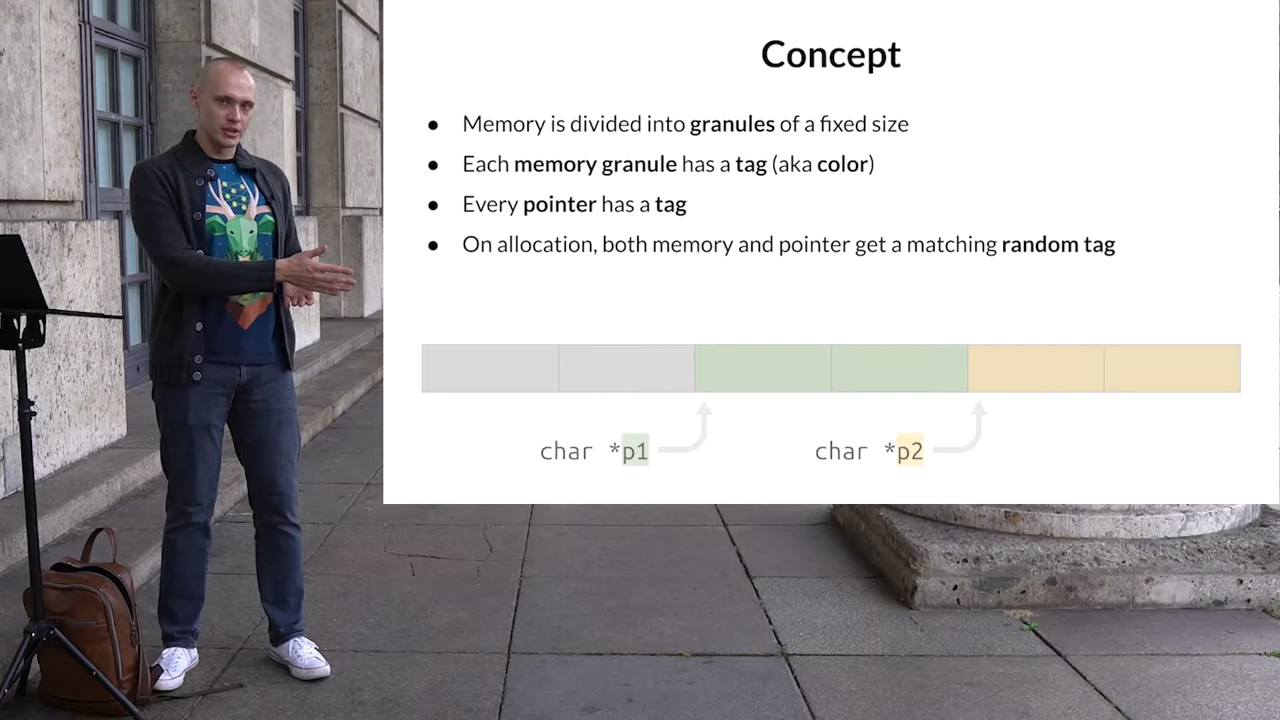 Concept
● Memory is divided into granules of a fixed size
● Each memory granule has a tag (aka color)
● Every pointer has a tag
● On allocation, both memory and pointer get a matching random tag
char *p1
char *p2